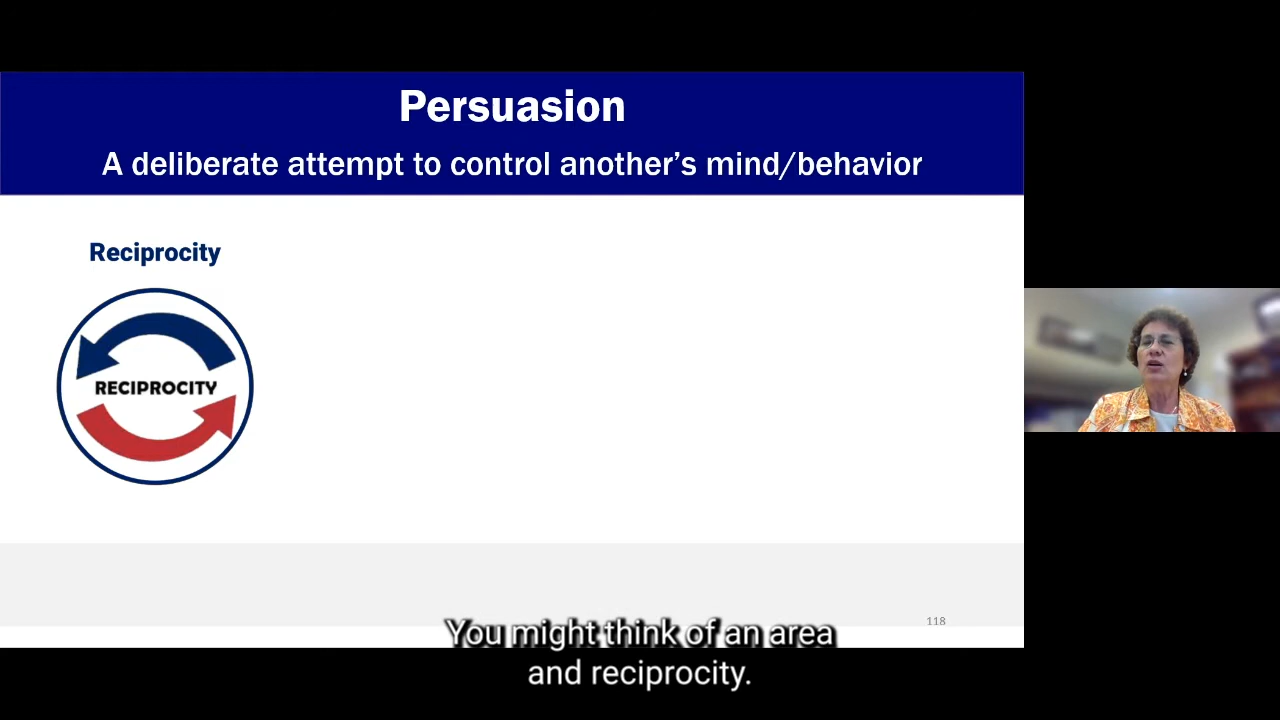 Persuasion
A deliberate attempt to control another’s mind/behavior
Reciprocity
RECIPROCITY
118
You might think of an area
and reciprocity.